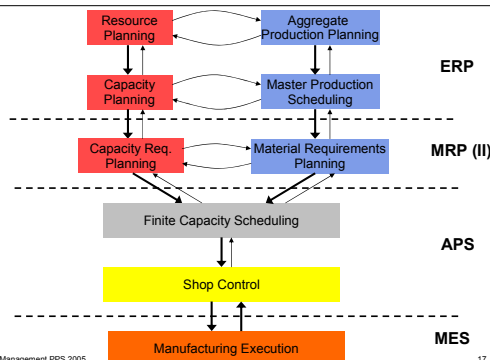 Resource
Planning
Aggregate
Production Planning
ERP
Capacity
Planning
Master Production
Scheduling
Capacity Req.
Planning
Material Requirements
Planning
MRP (II)
Finite Capacity Scheduling
APS
Shop Control
MES
Manufacturing Execution
Management PPS 2005
17